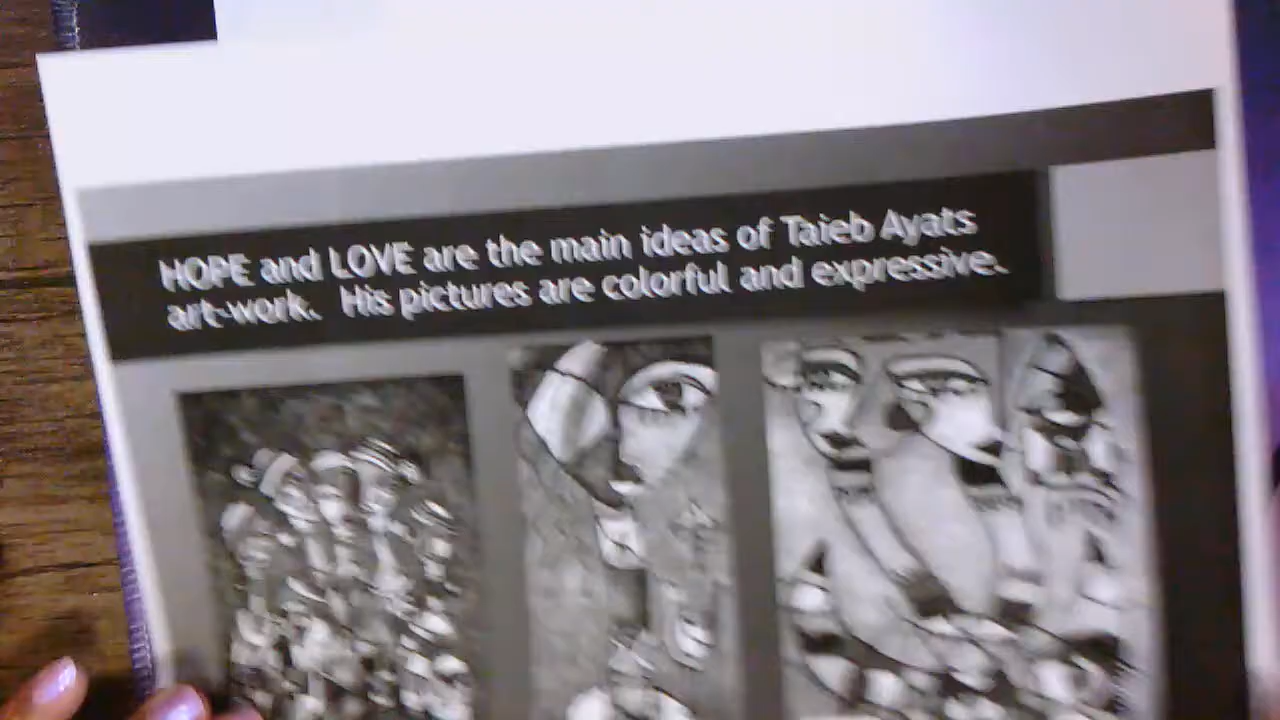 HOPE and LOVE are the main ideas of Taieb Ayats
art-work. His pictures are colorful and expressive.